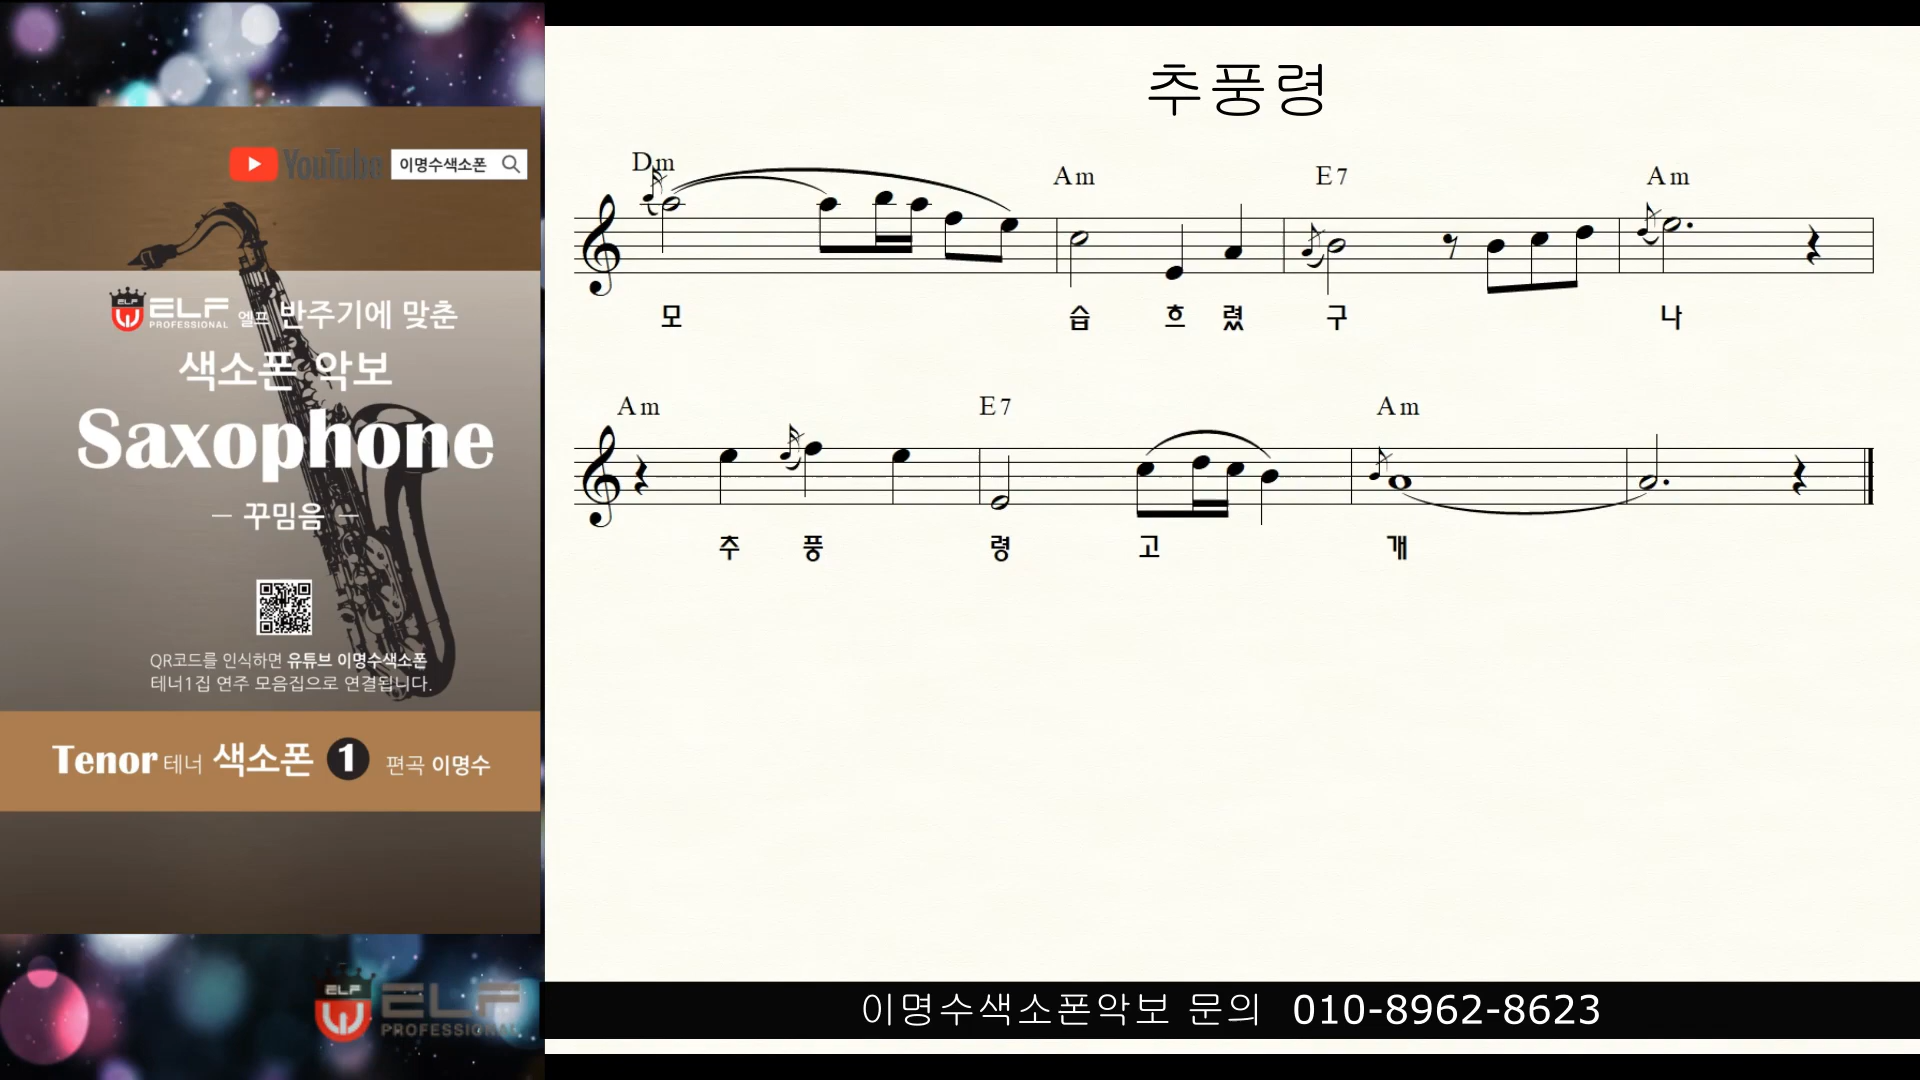 YouTube 이명수색소폰
ELF
ELF
PROFESSIONAL
엘프 반주기에 맞춘
색소폰 악보
Saxophone
– 꾸밈음 –
QR코드를 인식하면 유튜브 이명수색소폰
테너1집 연주 모음집으로 연결됩니다.
Tenor 테너 색소폰 1 편곡 이명수
ELF
ELF
PROFESSIONAL
추풍령
Dm Am E7 Am
모 습 흐 렸 구 나
Am E7 Am
추 풍 령 고 개
이명수색소폰악보 문의 010-8962-8623